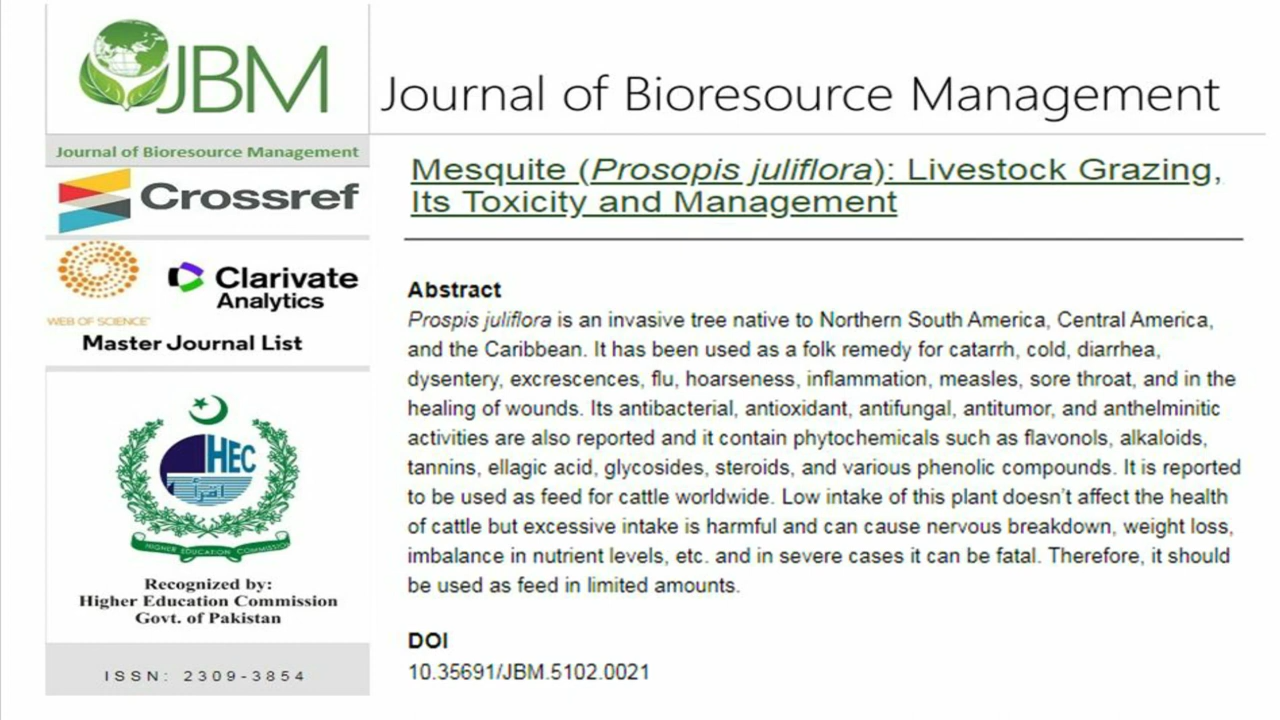 JBM
Journal of Bioresource Management
Journal of Bioresource Management
Crossref
WEB OF SCIENCE™
Clarivate
Analytics
Master Journal List
HEC
اقرأ
HIGHER EDUCATION COMMISSION
Recognized by:
Higher Education Commission
Govt. of Pakistan
ISSN: 2309-3854
Mesquite (Prosopis juliflora): Livestock Grazing,
Its Toxicity and Management
Abstract
Prospis juliflora is an invasive tree native to Northern South America, Central America,
and the Caribbean. It has been used as a folk remedy for catarrh, cold, diarrhea,
dysentery, excrescences, flu, hoarseness, inflammation, measles, sore throat, and in the
healing of wounds. Its antibacterial, antioxidant, antifungal, antitumor, and anthelminitic
activities are also reported and it contain phytochemicals such as flavonols, alkaloids,
tannins, ellagic acid, glycosides, steroids, and various phenolic compounds. It is reported
to be used as feed for cattle worldwide. Low intake of this plant doesn’t affect the health
of cattle but excessive intake is harmful and can cause nervous breakdown, weight loss,
imbalance in nutrient levels, etc. and in severe cases it can be fatal. Therefore, it should
be used as feed in limited amounts.
DOI
10.35691/JBM.5102.0021